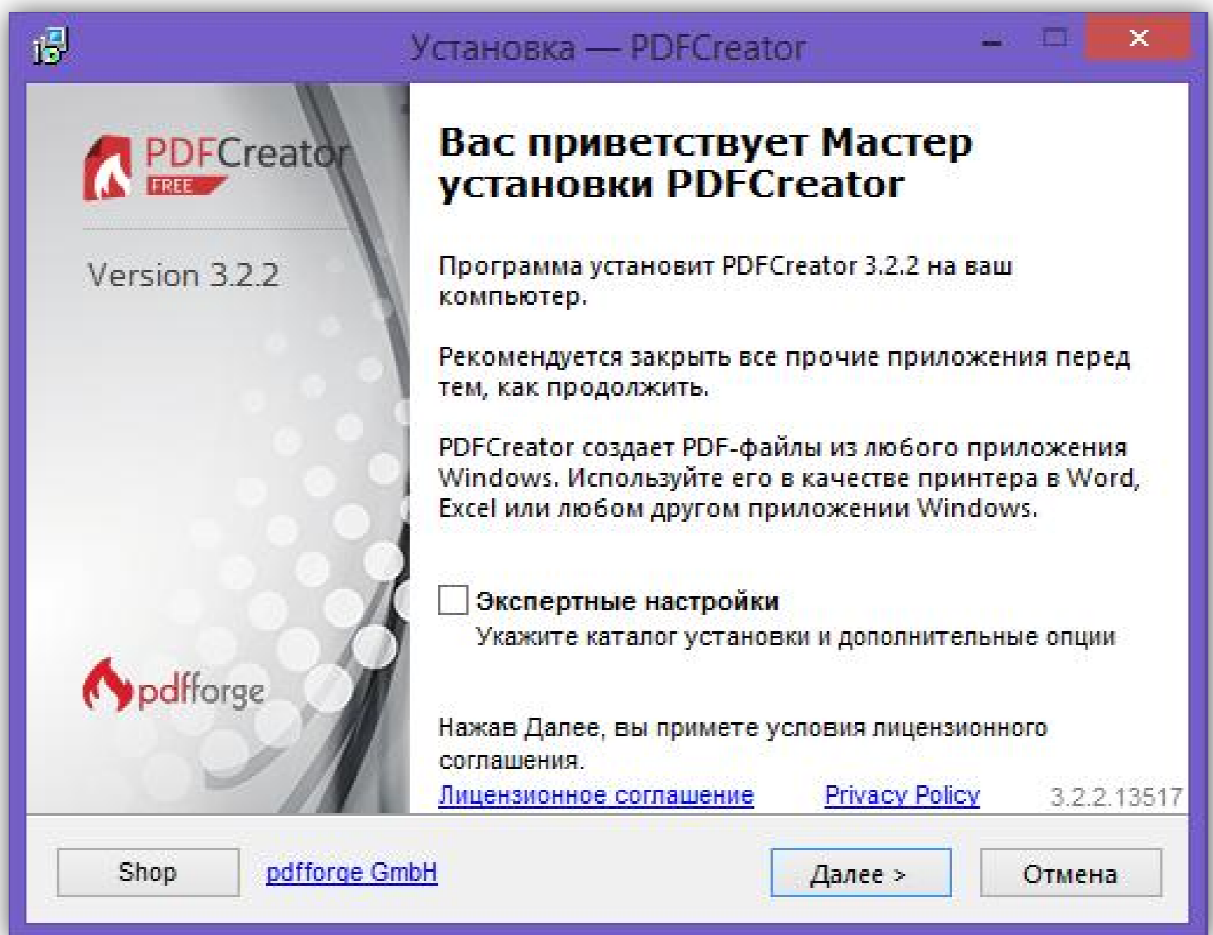 Установка — PDFCreator
PDFCreator
FREE
Version 3.2.2
Вас приветствует Мастер
установки PDFCreator
Программа установит PDFCreator 3.2.2 на ваш
компьютер.
Рекомендуется закрыть все прочие приложения перед
тем, как продолжить.
PDFCreator создает PDF-файлы из любого приложения
Windows. Используйте его в качестве принтера в Word,
Excel или любом другом приложении Windows.
Экспертные настройки
Укажите каталог установки и дополнительные опции
pdfforge
Нажав Далее, вы примете условия лицензионного
соглашения.
Лицензионное соглашение Privacy Policy 3.2.2.13517
Shop pdfforge GmbH Далее > Отмена